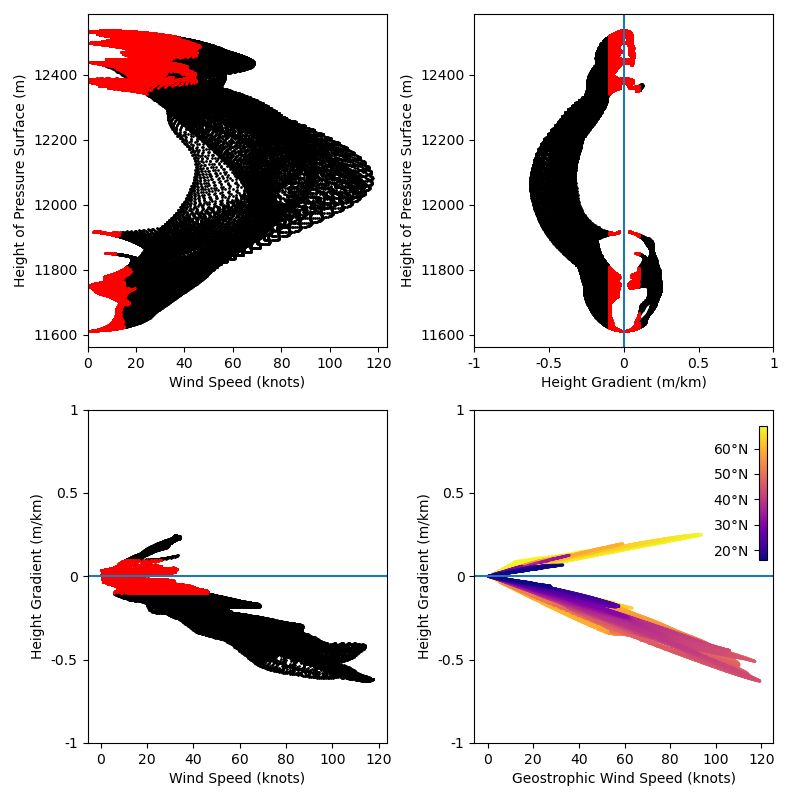 Height of Pressure Surface (m)
12400
12200
12000
11800
11600
0 20 40 60 80 100 120
Wind Speed (knots)
Height of Pressure Surface (m)
12400
12200
12000
11800
11600
-1 -0.5 0 0.5 1
Height Gradient (m/km)
Height Gradient (m/km)
1
0.5
0
-0.5
-1
0 20 40 60 80 100 120
Wind Speed (knots)
Height Gradient (m/km)
1
0.5
0
-0.5
-1
0 20 40 60 80 100 120
Geostrophic Wind Speed (knots)
60°N
50°N
40°N
30°N
20°N